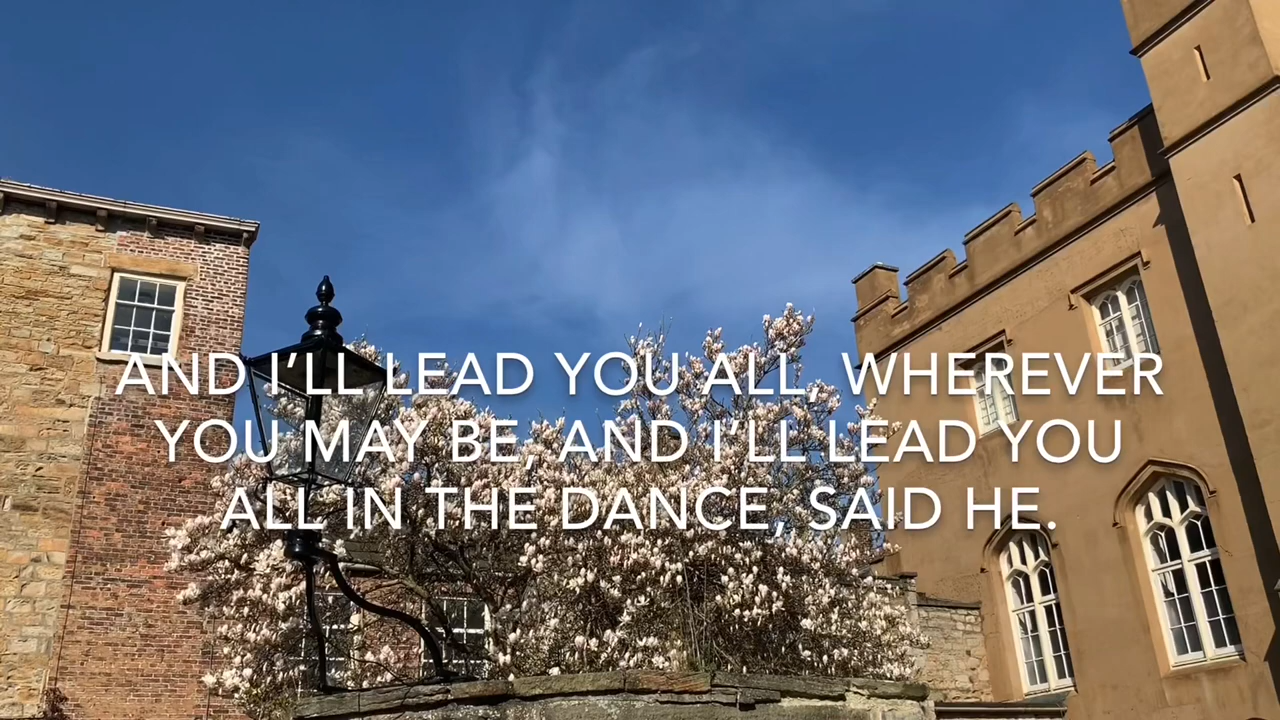 AND I’LL LEAD YOU ALL, WHEREVER
YOU MAY BE, AND I’LL LEAD YOU
ALL IN THE DANCE, SAID HE.